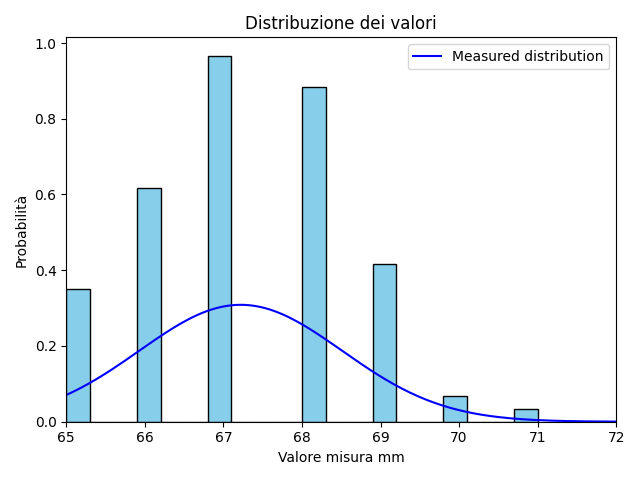 Distribuzione dei valori
Measured distribution
Probabilità
1.0
0.8
0.6
0.4
0.2
0.0
65 66 67 68 69 70 71 72
Valore misura mm